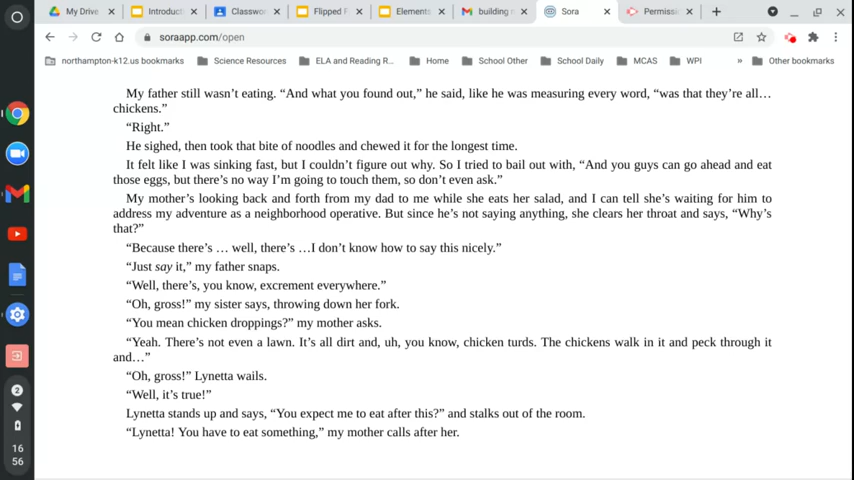 My Drive
Introduct
Classwor
Flipped F
Elements
building n
Sora
Permissi
soraapp.com/open
northampton-k12.us bookmarks
Science Resources
ELA and Reading R...
Home
School Other
School Daily
MCAS
WPI
»
Other bookmarks
My father still wasn’t eating. “And what you found out,” he said, like he was measuring every word, “was that they’re all…
chickens.”
“Right.”
He sighed, then took that bite of noodles and chewed it for the longest time.
It felt like I was sinking fast, but I couldn’t figure out why. So I tried to bail out with, “And you guys can go ahead and eat
those eggs, but there’s no way I’m going to touch them, so don’t even ask.”
My mother’s looking back and forth from my dad to me while she eats her salad, and I can tell she’s waiting for him to
address my adventure as a neighborhood operative. But since he’s not saying anything, she clears her throat and says, “Why’s
that?”
“Because there’s … well, there’s …I don’t know how to say this nicely.”
“Just say it,” my father snaps.
“Well, there’s, you know, excrement everywhere.”
“Oh, gross!” my sister says, throwing down her fork.
“You mean chicken droppings?” my mother asks.
“Yeah. There’s not even a lawn. It’s all dirt and, uh, you know, chicken turds. The chickens walk in it and peck through it
and…”
“Oh, gross!” Lynetta wails.
“Well, it’s true!”
Lynetta stands up and says, “You expect me to eat after this?” and stalks out of the room.
“Lynetta! You have to eat something,” my mother calls after her.
2
16
56